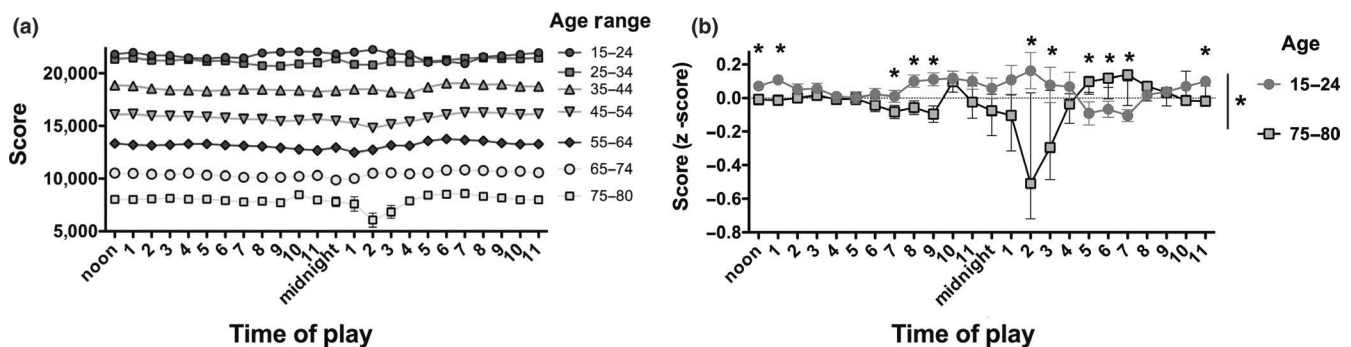 (a)
Age range
Score
20,000
15,000
10,000
5,000
15–24
25–34
35–44
45–54
55–64
65–74
75–80
noon 1 2 3 4 5 6 7 8 9 10 11 midnight 1 2 3 4 5 6 7 8 9 10 11
Time of play
(b)
Age
Score (z -score)
0.2
0.0
–0.2
–0.4
–0.6
–0.8
* * * * * * * * * * *
*
15–24
75–80
noon 1 2 3 4 5 6 7 8 9 10 11 midnight 1 2 3 4 5 6 7 8 9 10 11
Time of play